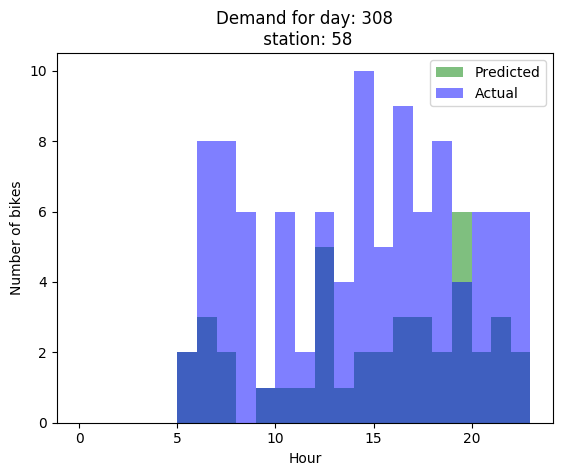 Demand for day: 308
station: 58
Predicted
Actual
10
8
6
4
2
0
Number of bikes
0
5
10
15
20
Hour